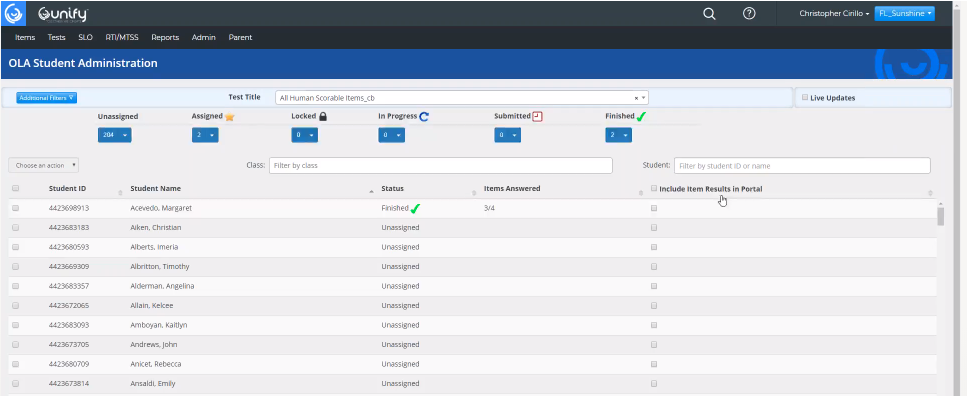 unify
Christopher Cirillo
FL_Sunshine
Items Tests SLO RTI/MTSS Reports Admin Parent
OLA Student Administration
Additional Filters
Test Title
All Human Scorable Items_cb
Live Updates
Unassigned Assigned Locked In Progress Submitted Finished
204 2 0 0 0 2
Choose an action
Class: Filter by class
Student: Filter by student ID or name
Student ID Student Name Status Items Answered Include Item Results in Portal
4423698913 Acevedo, Margaret Finished 3/4
4423683183 Aiken, Christian Unassigned
4423680593 Alberts, Imeria Unassigned
4423669309 Albritton, Timothy Unassigned
4423683357 Alderman, Angelina Unassigned
4423672065 Allain, Kelcee Unassigned
4423683093 Amboyan, Kaitlyn Unassigned
4423673705 Andrews, John Unassigned
4423680709 Anicet, Rebecca Unassigned
4423673814 Ansaldi, Emily Unassigned